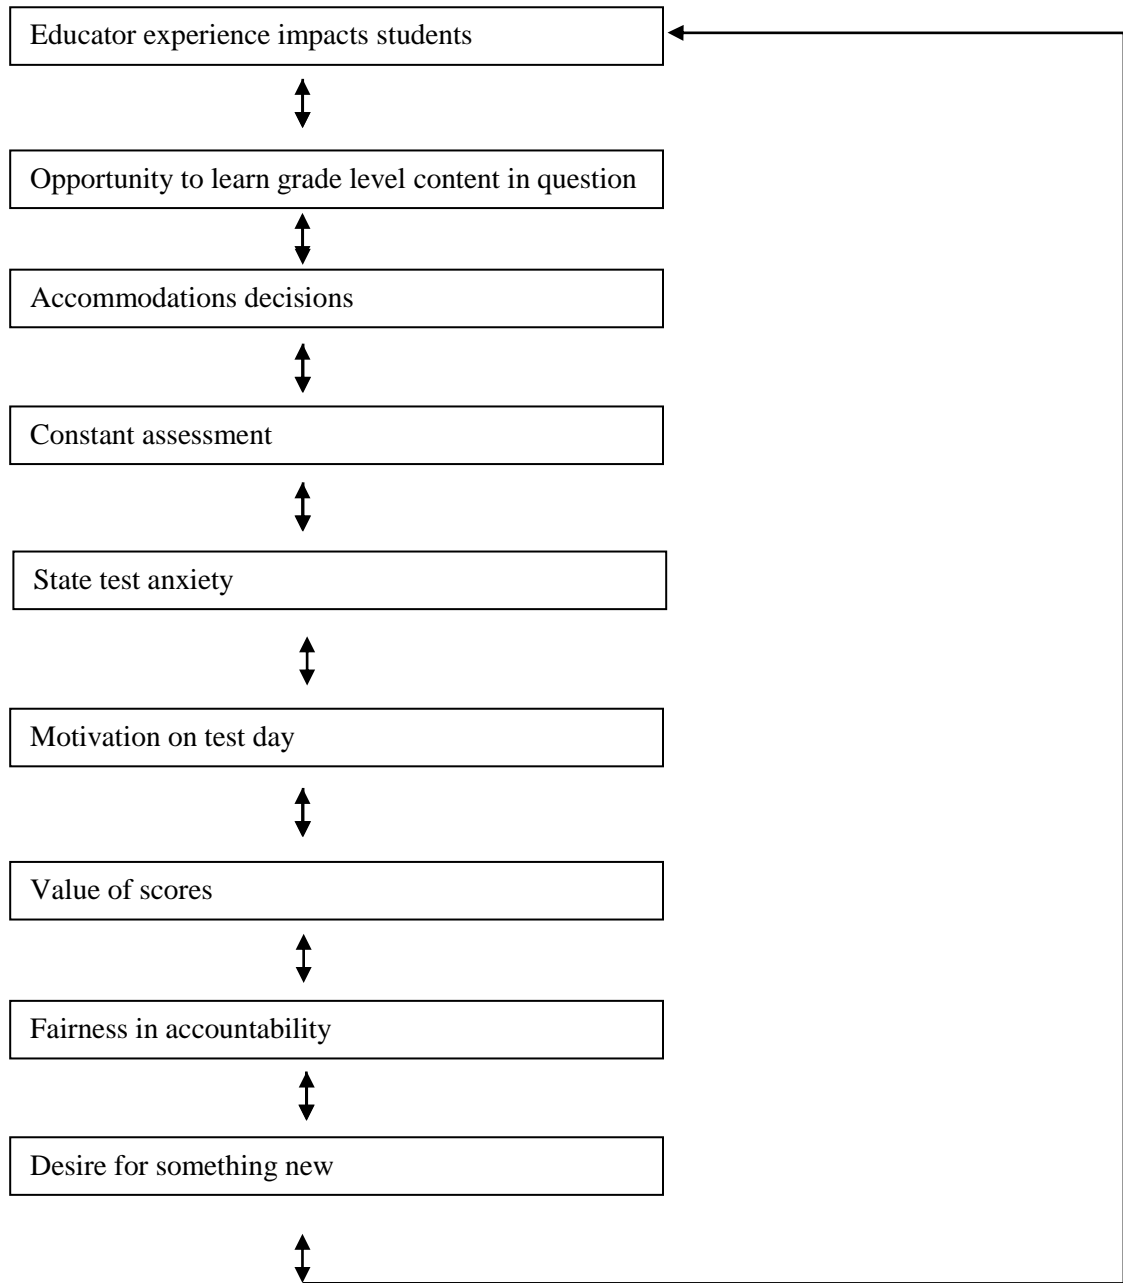 Educator experience impacts students
Opportunity to learn grade level content in question
Accommodations decisions
Constant assessment
State test anxiety
Motivation on test day
Value of scores
Fairness in accountability
Desire for something new